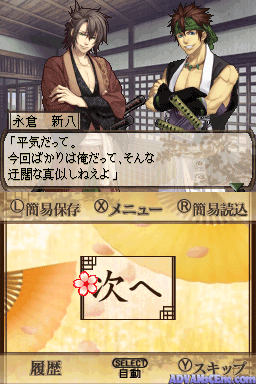 永倉 新八
「平気だって。
今回ばかりは俺だって、そんな
迂闊な真似しねえよ」
Ⓛ簡易保存 Ⓧメニュー Ⓡ簡易読込
次へ
履歴 SELECT 自動 Ⓨスキップ
ADVANSCENE.com